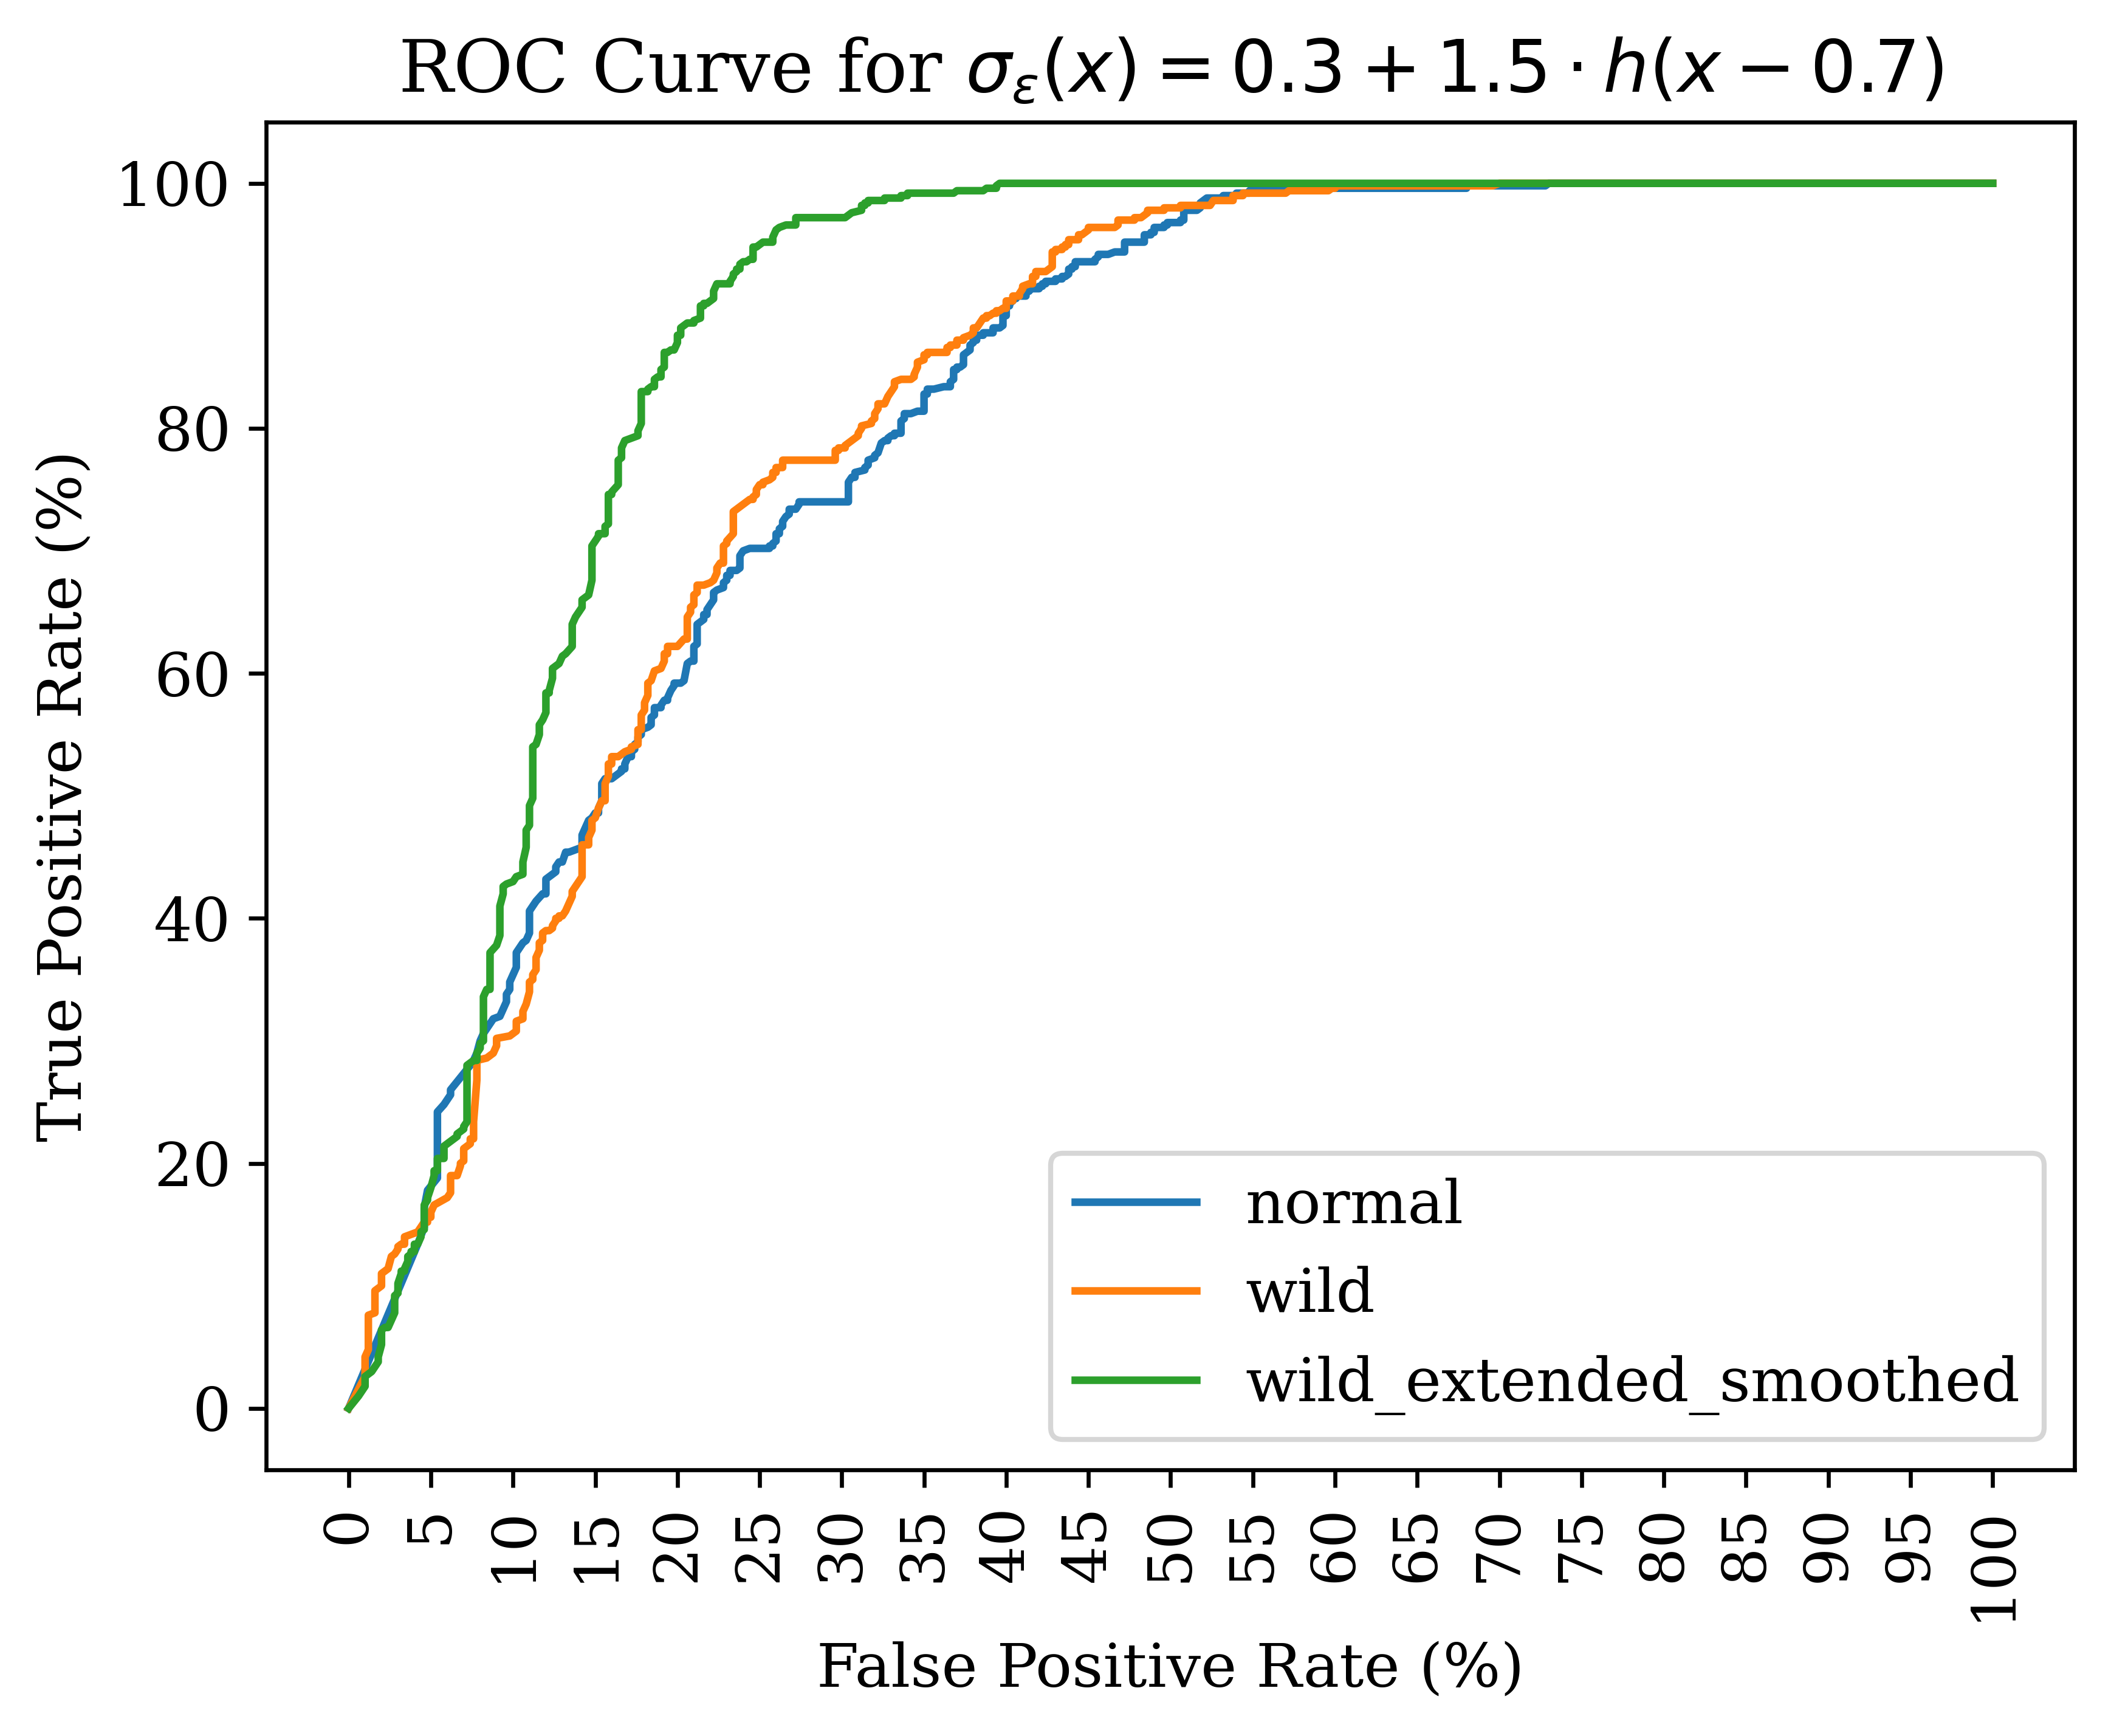 ROC Curve for σ_ε(x) = 0.3 + 1.5 · h(x − 0.7)
True Positive Rate (%)
100
80
60
40
20
0
normal
wild
wild_extended_smoothed
0 5 10 15 20 25 30 35 40 45 50 55 60 65 70 75 80 85 90 95 100
False Positive Rate (%)